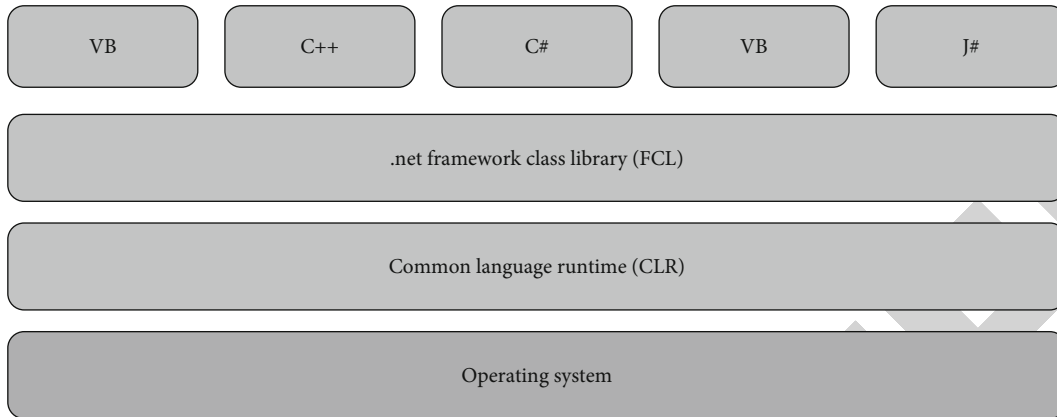 VB
C++
C#
VB
J#
.net framework class library (FCL)
Common language runtime (CLR)
Operating system